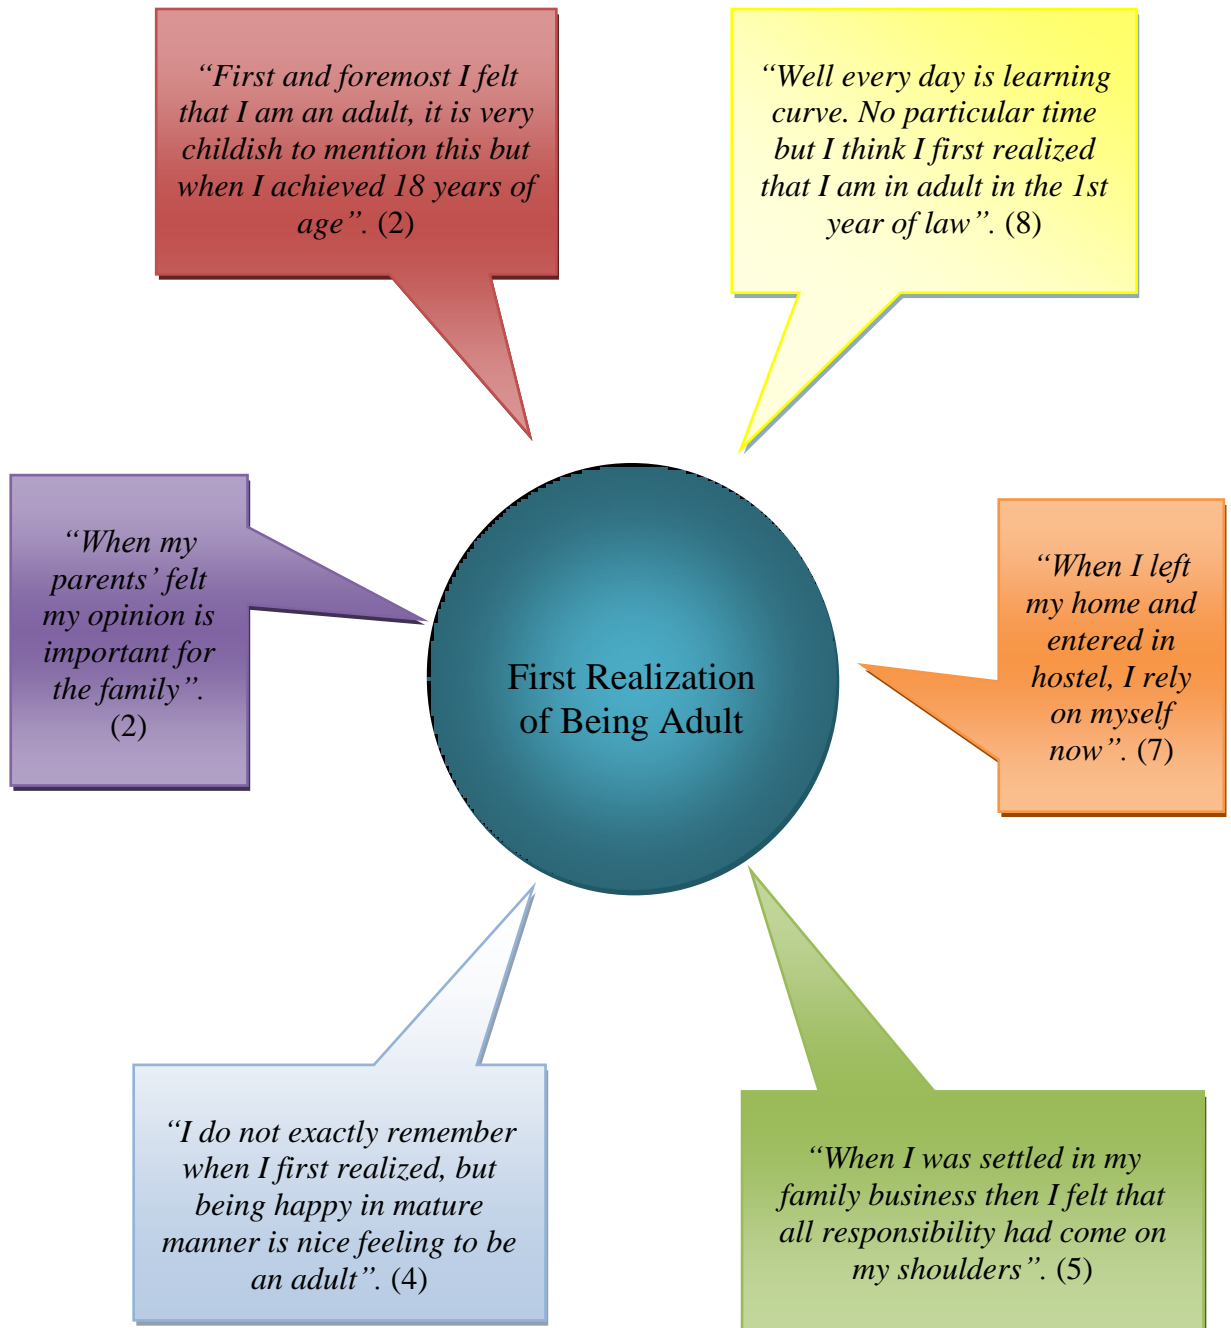 “First and foremost I felt
that I am an adult, it is very
childish to mention this but
when I achieved 18 years of
age”. (2)
“Well every day is learning
curve. No particular time
but I think I first realized
that I am in adult in the 1st
year of law”. (8)
“When my
parents’ felt
my opinion is
important for
the family”.
(2)
First Realization
of Being Adult
“When I left
my home and
entered in
hostel, I rely
on myself
now”. (7)
“I do not exactly remember
when I first realized, but
being happy in mature
manner is nice feeling to be
an adult”. (4)
“When I was settled in my
family business then I felt that
all responsibility had come on
my shoulders”. (5)